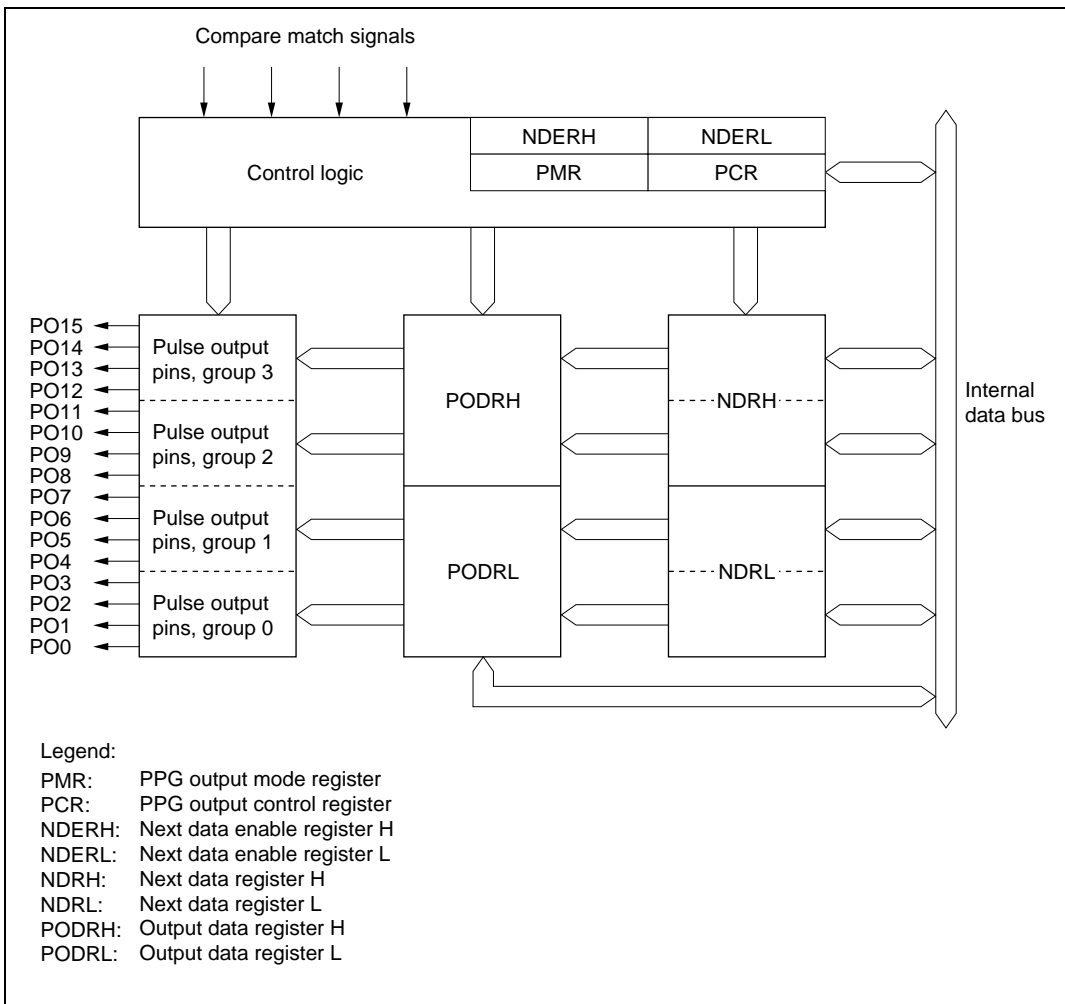 Compare match signals
NDERH
NDERL
Control logic
PMR
PCR
PO15
PO14
PO13
PO12
PO11
PO10
PO9
PO8
PO7
PO6
PO5
PO4
PO3
PO2
PO1
PO0
Pulse output
pins, group 3
Pulse output
pins, group 2
Pulse output
pins, group 1
Pulse output
pins, group 0
PODRH
PODRL
NDRH
NDRL
Internal
data bus
Legend:
PMR: PPG output mode register
PCR: PPG output control register
NDERH: Next data enable register H
NDERL: Next data enable register L
NDRH: Next data register H
NDRL: Next data register L
PODRH: Output data register H
PODRL: Output data register L